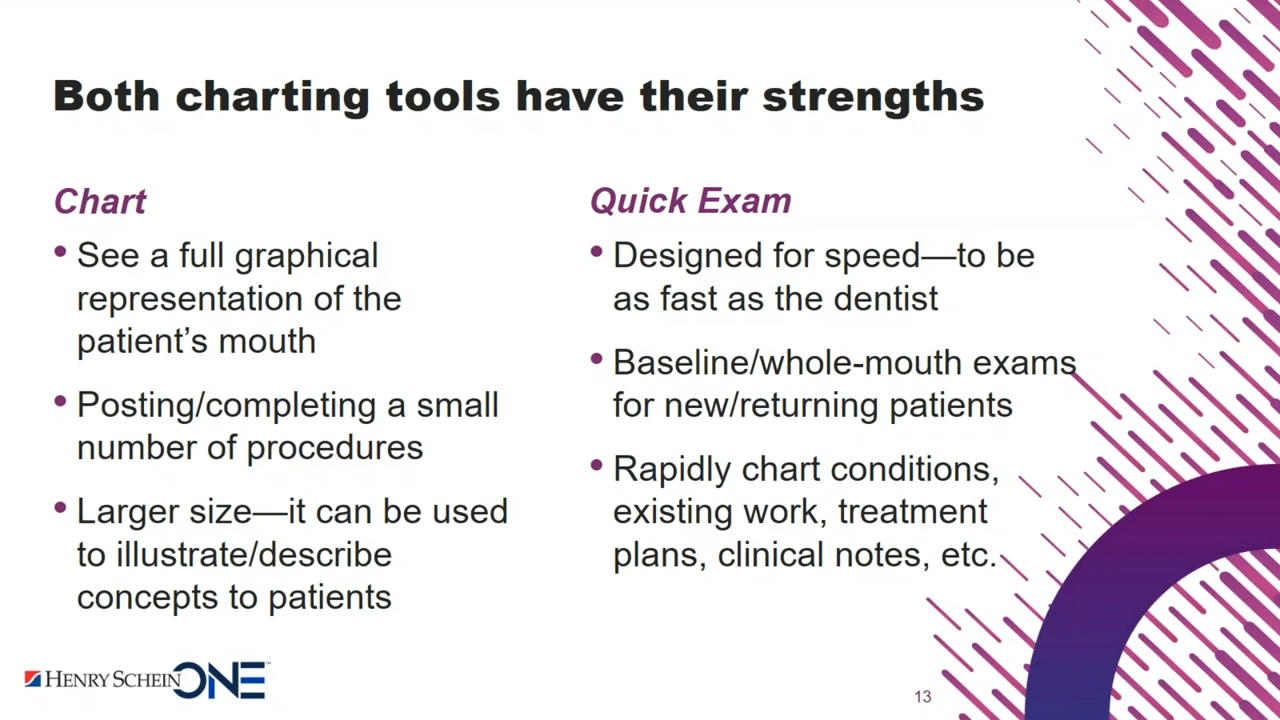 Both charting tools have their strengths
Chart
• See a full graphical
representation of the
patient’s mouth
• Posting/completing a small
number of procedures
• Larger size—it can be used
to illustrate/describe
concepts to patients
Quick Exam
• Designed for speed—to be
as fast as the dentist
• Baseline/whole-mouth exams
for new/returning patients
• Rapidly chart conditions,
existing work, treatment
plans, clinical notes, etc.
HENRY SCHEIN ONE™
13